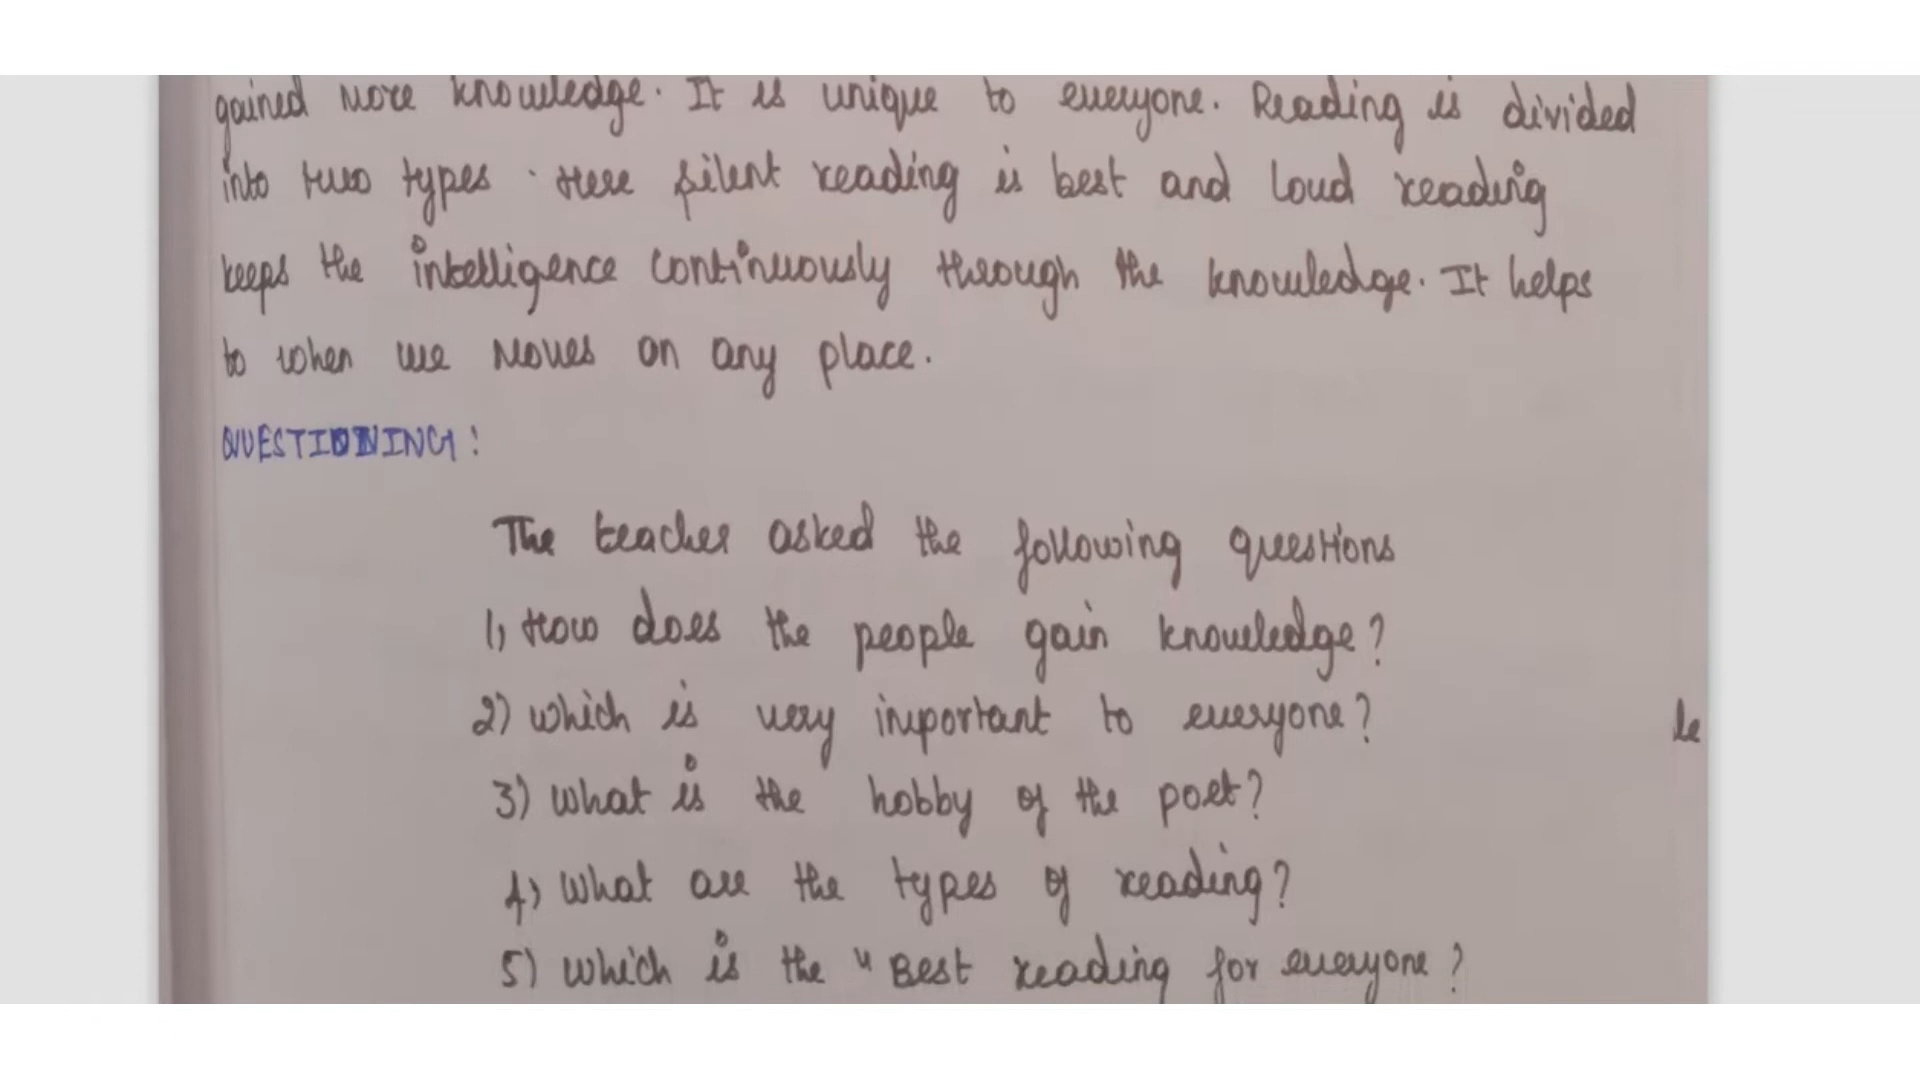 gained more knowledge. It is unique to everyone. Reading is divided
into two types. Here silent reading is best and loud reading
keeps the intelligence continuously through the knowledge. It helps
to when we moves on any place.
QUESTIONING:
The teacher asked the following questions
1, How does the people gain knowledge?
2) which is very important to everyone?
3) what is the hobby of the poet?
4) what are the types of reading?
5) which is the " Best reading for everyone?
le